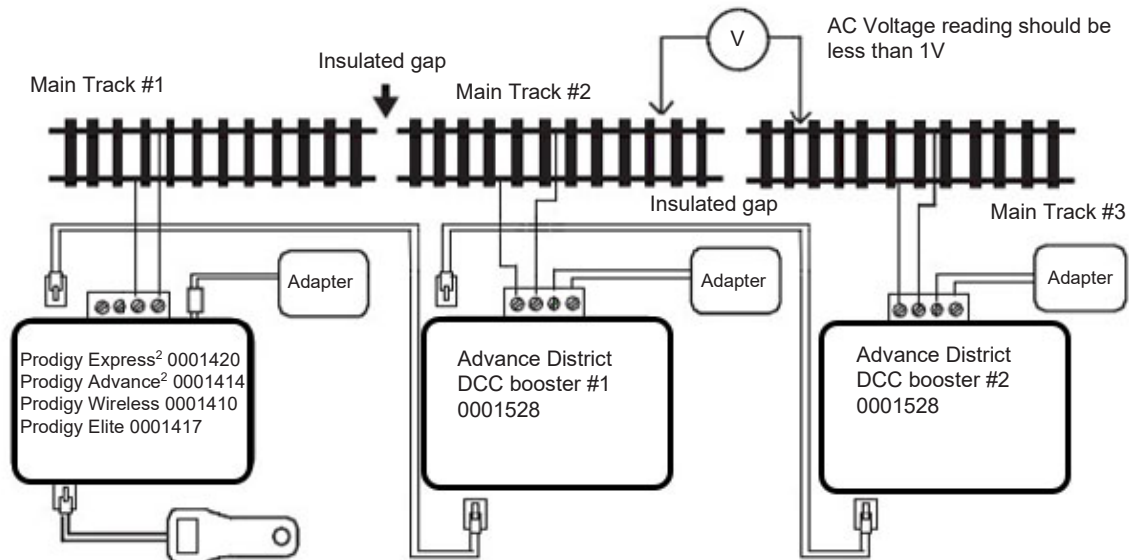 AC Voltage reading should be
less than 1V
V
Insulated gap
Main Track #1
Main Track #2
Insulated gap
Main Track #3
Adapter
Adapter
Adapter
Prodigy Express² 0001420
Prodigy Advance² 0001414
Prodigy Wireless 0001410
Prodigy Elite 0001417
Advance District
DCC booster #1
0001528
Advance District
DCC booster #2
0001528